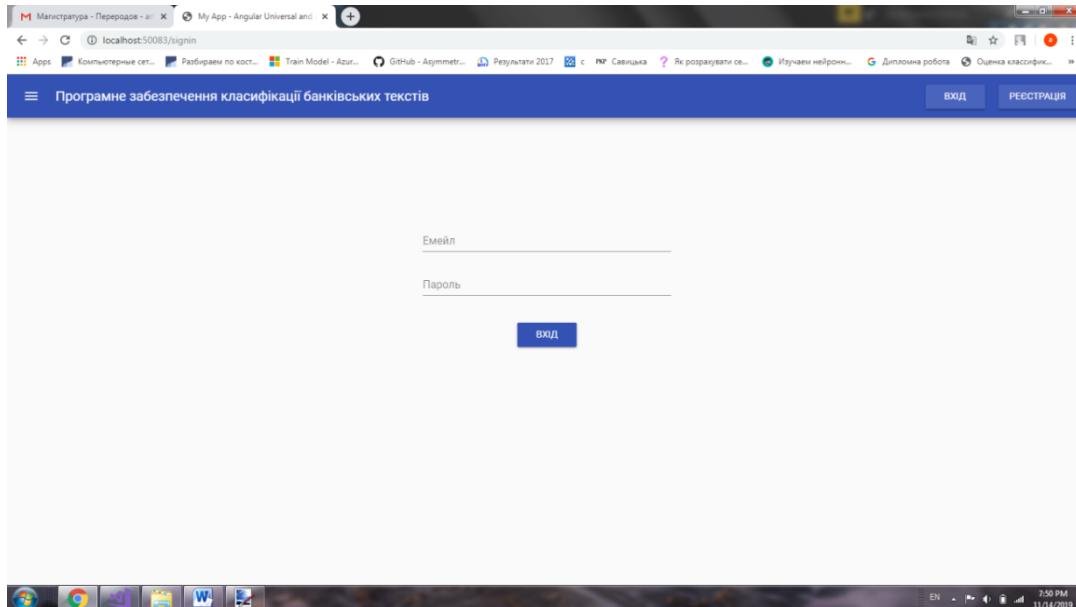 Магистратура - Переродов - ar
My App - Angular Universal and
localhost:50083/signin
Apps Компьютерные сет... Разбираем по кост... Train Model - Azur... GitHub - Asymmetr... Результати 2017 с PKF Савицька Як розрахувати се... Изучаем нейронн... Дипломна робота Оценка классифик... »
Програмне забезпечення класифікації банківських текстів ВХІД РЕЄСТРАЦІЯ
Емейл
Пароль
ВХІД
EN 7:50 PM
11/14/2019